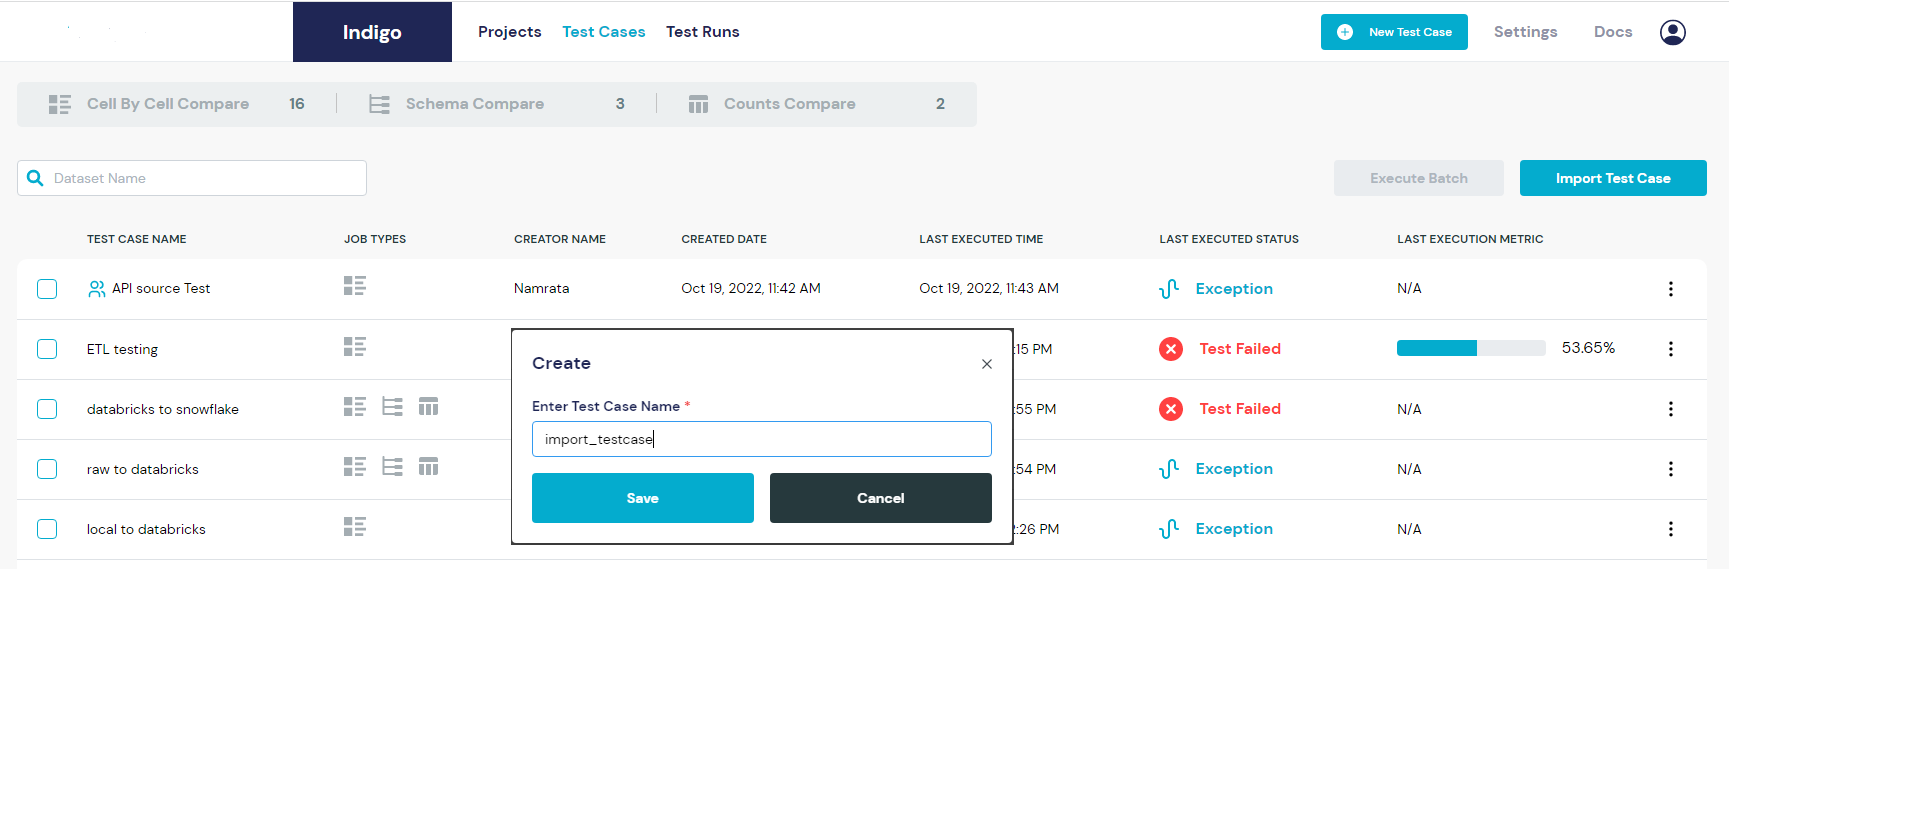 Indigo Projects Test Cases Test Runs New Test Case Settings Docs
Cell By Cell Compare 16 Schema Compare 3 Counts Compare 2
Dataset Name Execute Batch Import Test Case
TEST CASE NAME JOB TYPES CREATOR NAME CREATED DATE LAST EXECUTED TIME LAST EXECUTED STATUS LAST EXECUTION METRIC
API source Test Namrata Oct 19, 2022, 11:42 AM Oct 19, 2022, 11:43 AM Exception N/A
ETL testing :15 PM Test Failed 53.65%
databricks to snowflake :55 PM Test Failed N/A
raw to databricks :54 PM Exception N/A
local to databricks :26 PM Exception N/A
Create
Enter Test Case Name *
import_testcase
Save Cancel